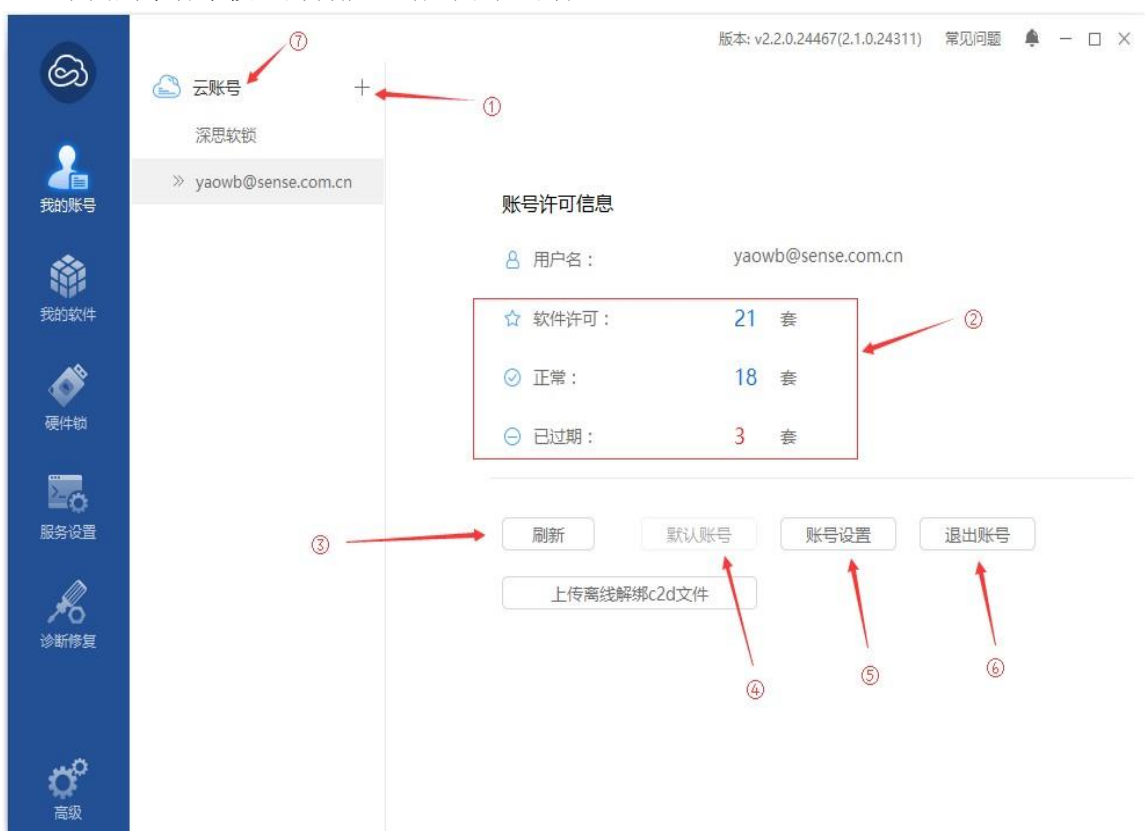 版本: v2.2.0.24467(2.1.0.24311) 常见问题
⑦
云账号 +
①
深思软锁
» yaowb@sense.com.cn
我的账号
我的软件
硬件锁
服务设置
诊断修复
高级
账号许可信息
用户名： yaowb@sense.com.cn
软件许可： 21 套
②
正常： 18 套
已过期： 3 套
③
刷新 默认账号 账号设置 退出账号
上传离线解绑c2d文件
④
⑤
⑥